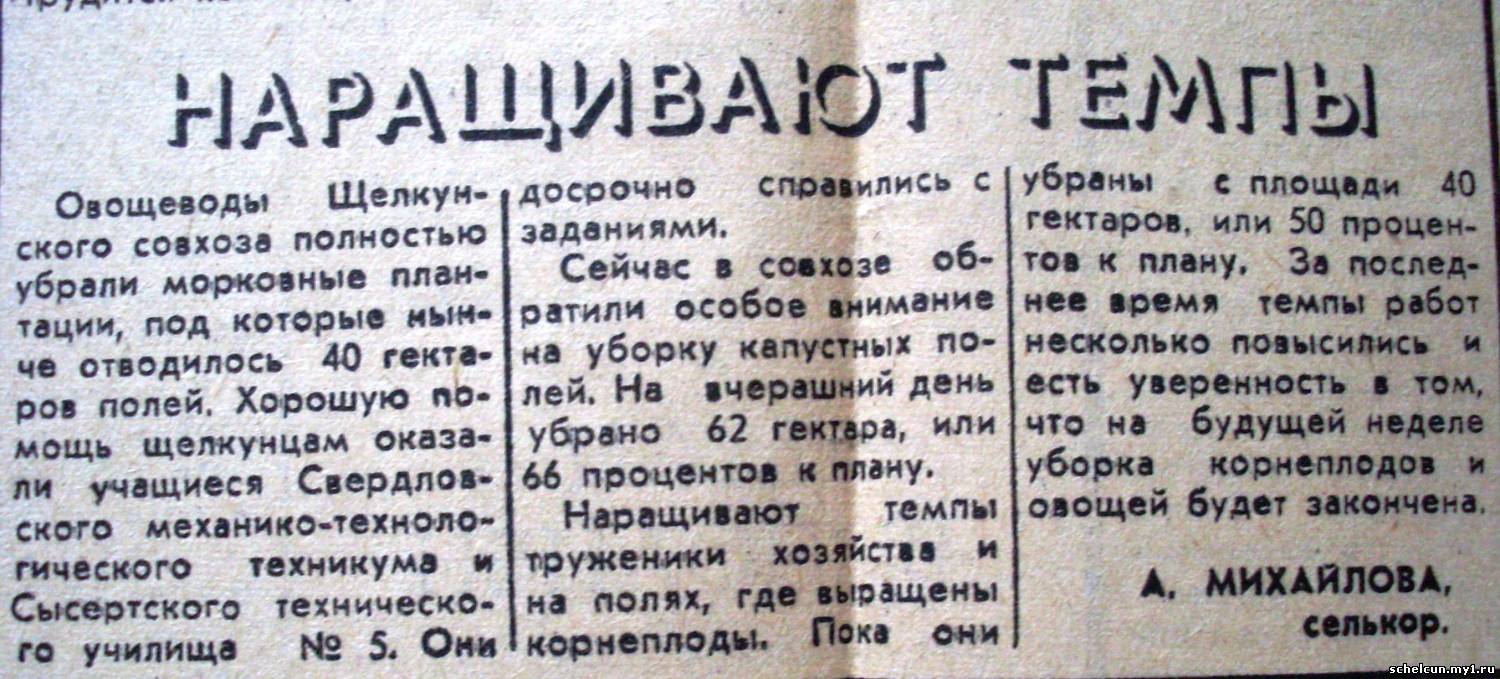 НАРАЩИВАЮТ ТЕМПЫ
Овощеводы Щелкун-
ского совхоза полностью
убрали морковные план-
тации, под которые нын-
че отводилось 40 гекта-
ров полей. Хорошую по-
мощь щелкунцам оказа-
ли учащиеся Свердлов-
ского механико-техноло-
гического техникума и
Сысертского техническо-
го училища № 5. Они
досрочно справились с
заданиями.
Сейчас в совхозе об-
ратили особое внимание
на уборку капустных по-
лей. На вчерашний день
убрано 62 гектара, или
66 процентов к плану.
Наращивают темпы
труженики хозяйства и
на полях, где выращены
корнеплоды. Пока они
убраны с площади 40
гектаров, или 50 процен-
тов к плану. За послед-
нее время темпы работ
несколько повысились и
есть уверенность в том,
что на будущей неделе
уборка корнеплодов и
овощей будет закончена.
А. МИХАЙЛОВА,
селькор.
schelcun.my1.ru